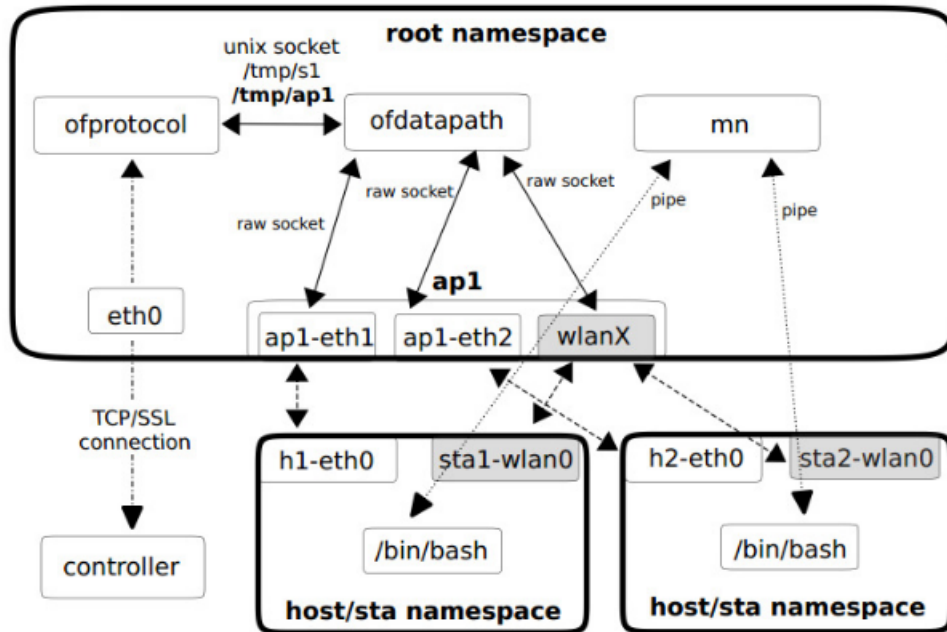 root namespace
unix socket
/tmp/s1
/tmp/ap1
ofprotocol
ofdatapath
mn
raw socket
raw socket
raw socket
pipe
pipe
ap1
eth0
ap1-eth1
ap1-eth2
wlanX
TCP/SSL
connection
h1-eth0
sta1-wlan0
h2-eth0
sta2-wlan0
/bin/bash
/bin/bash
controller
host/sta namespace
host/sta namespace